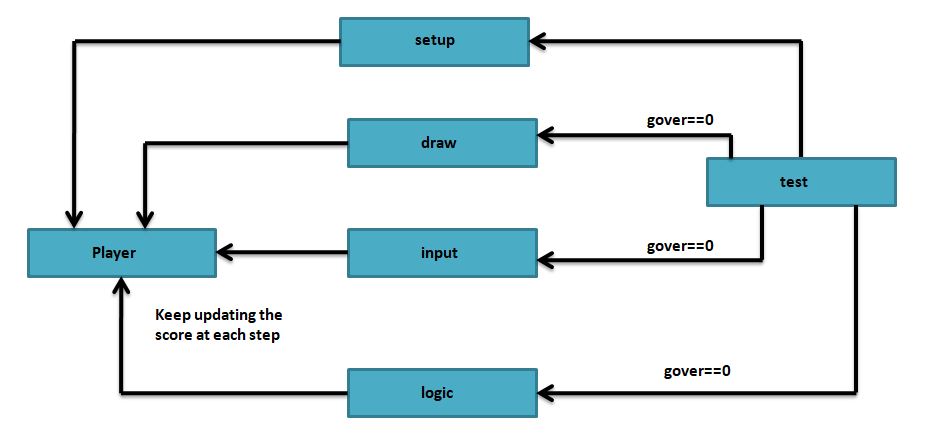 setup
gover==0
draw
test
Player
input
gover==0
Keep updating the
score at each step
gover==0
logic